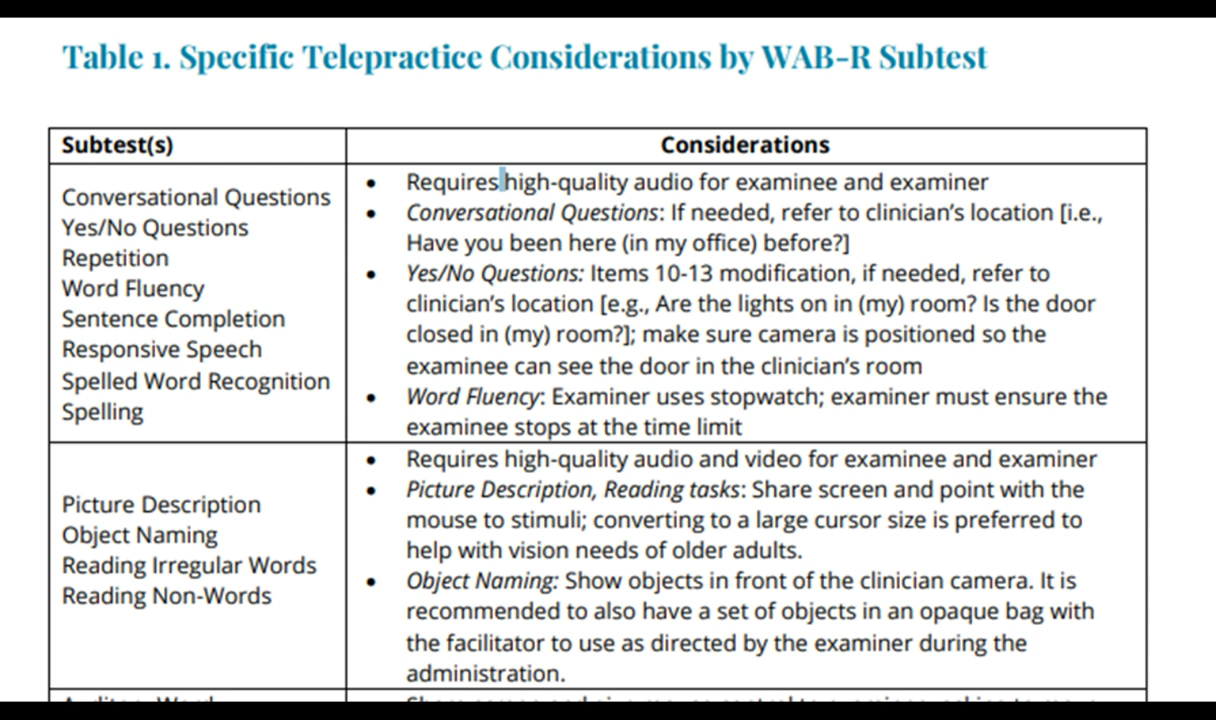 Table 1. Specific Telepractice Considerations by WAB-R Subtest
Subtest(s)
Considerations
Conversational Questions
Yes/No Questions
Repetition
Word Fluency
Sentence Completion
Responsive Speech
Spelled Word Recognition
Spelling
• Requires high-quality audio for examinee and examiner
• Conversational Questions: If needed, refer to clinician’s location [i.e.,
Have you been here (in my office) before?]
• Yes/No Questions: Items 10-13 modification, if needed, refer to
clinician’s location [e.g., Are the lights on in (my) room? Is the door
closed in (my) room?]; make sure camera is positioned so the
examinee can see the door in the clinician’s room
• Word Fluency: Examiner uses stopwatch; examiner must ensure the
examinee stops at the time limit
Picture Description
Object Naming
Reading Irregular Words
Reading Non-Words
• Requires high-quality audio and video for examinee and examiner
• Picture Description, Reading tasks: Share screen and point with the
mouse to stimuli; converting to a large cursor size is preferred to
help with vision needs of older adults.
• Object Naming: Show objects in front of the clinician camera. It is
recommended to also have a set of objects in an opaque bag with
the facilitator to use as directed by the examiner during the
administration.